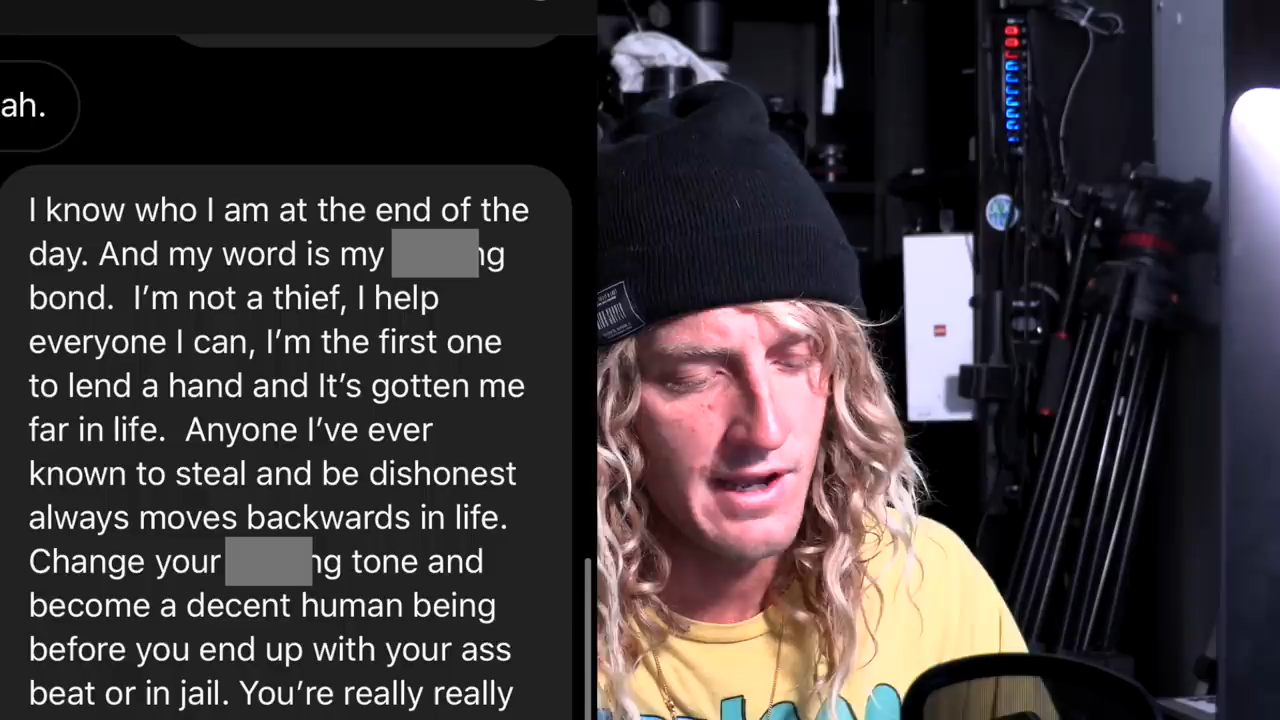 ah.
I know who I am at the end of the
day. And my word is my ng
bond. I'm not a thief, I help
everyone I can, I'm the first one
to lend a hand and It's gotten me
far in life. Anyone I've ever
known to steal and be dishonest
always moves backwards in life.
Change your ng tone and
become a decent human being
before you end up with your ass
beat or in jail. You're really really